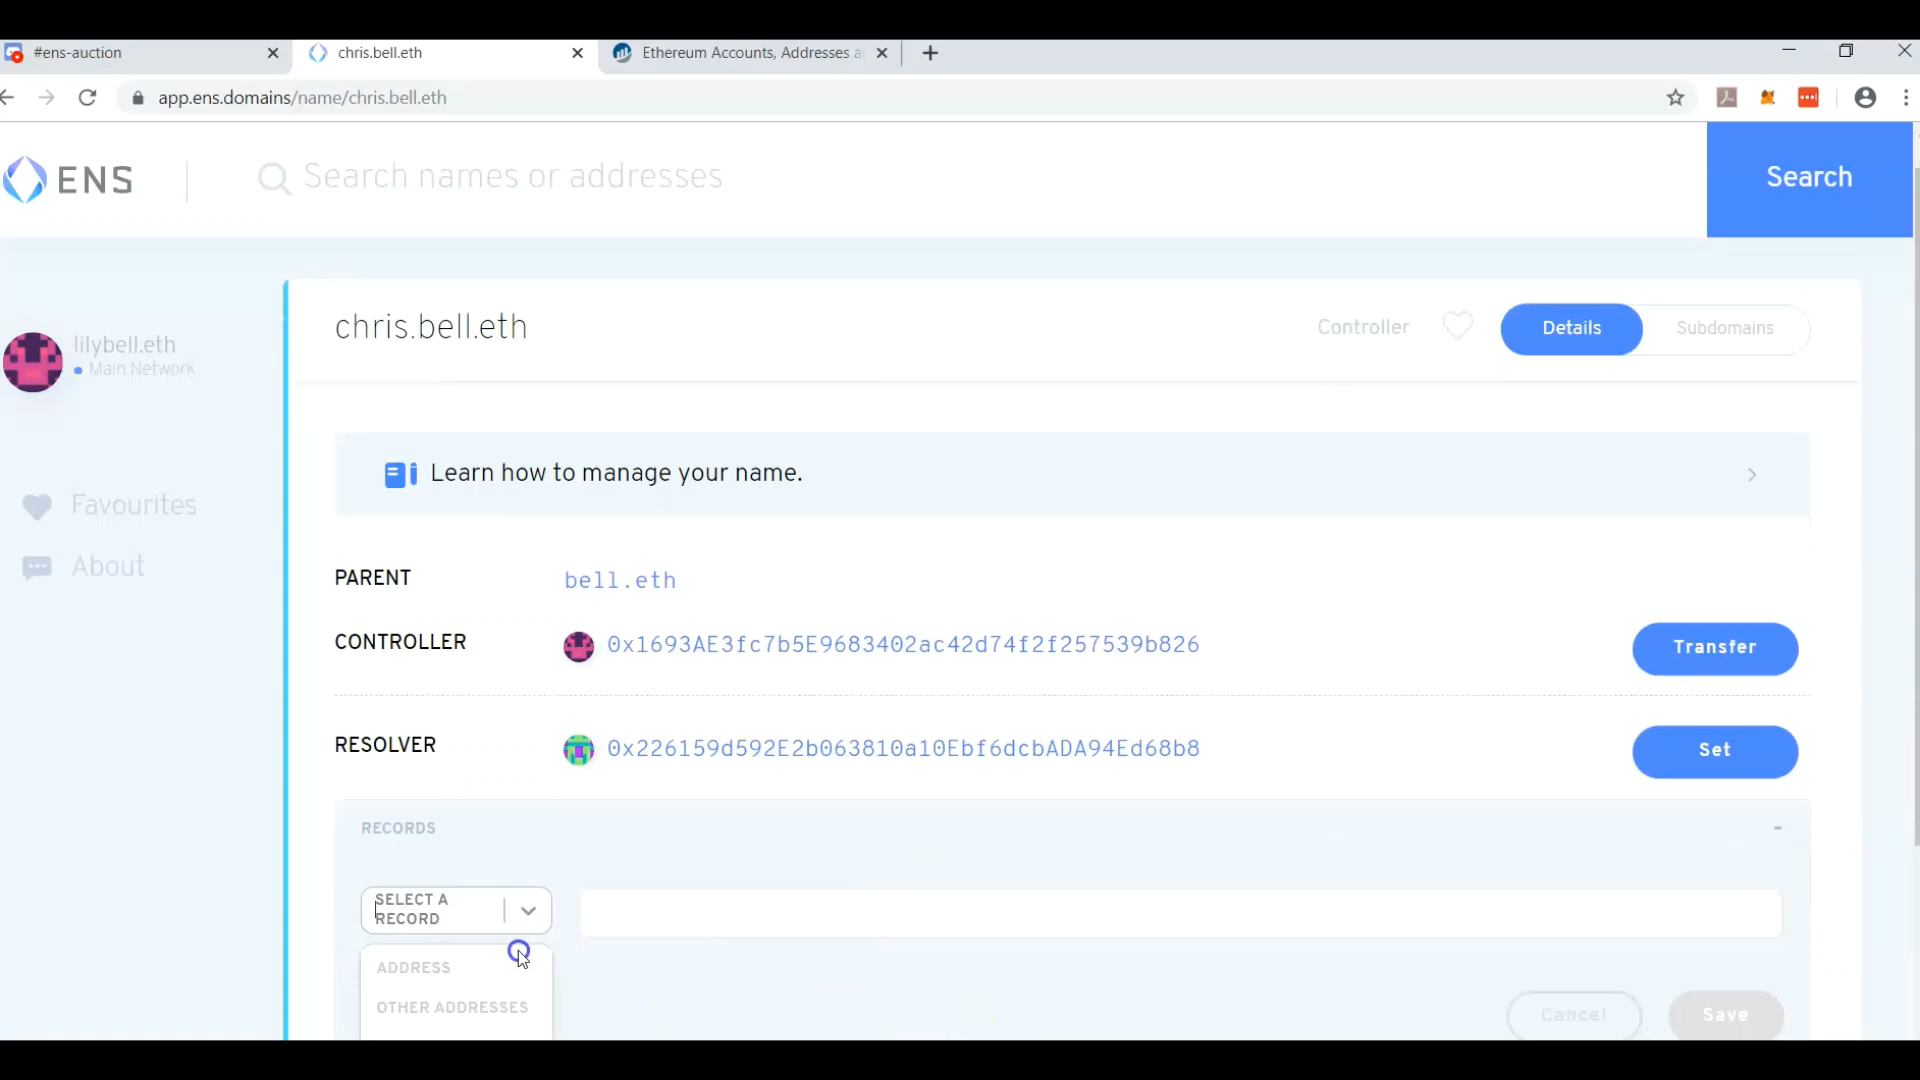 #ens-auction
chris.bell.eth
Ethereum Accounts, Addresses a
app.ens.domains/name/chris.bell.eth
ENS
Search names or addresses
Search
chris.bell.eth
Controller
Details
Subdomains
lilybell.eth
Main Network
Learn how to manage your name.
Favourites
About
PARENT
bell.eth
CONTROLLER
0x1693AE3fc7b5E9683402ac42d74f2f257539b826
Transfer
RESOLVER
0x226159d592E2b063810a10Ebf6dcbADA94Ed68b8
Set
RECORDS
SELECT A
RECORD
ADDRESS
OTHER ADDRESSES
Cancel
Save